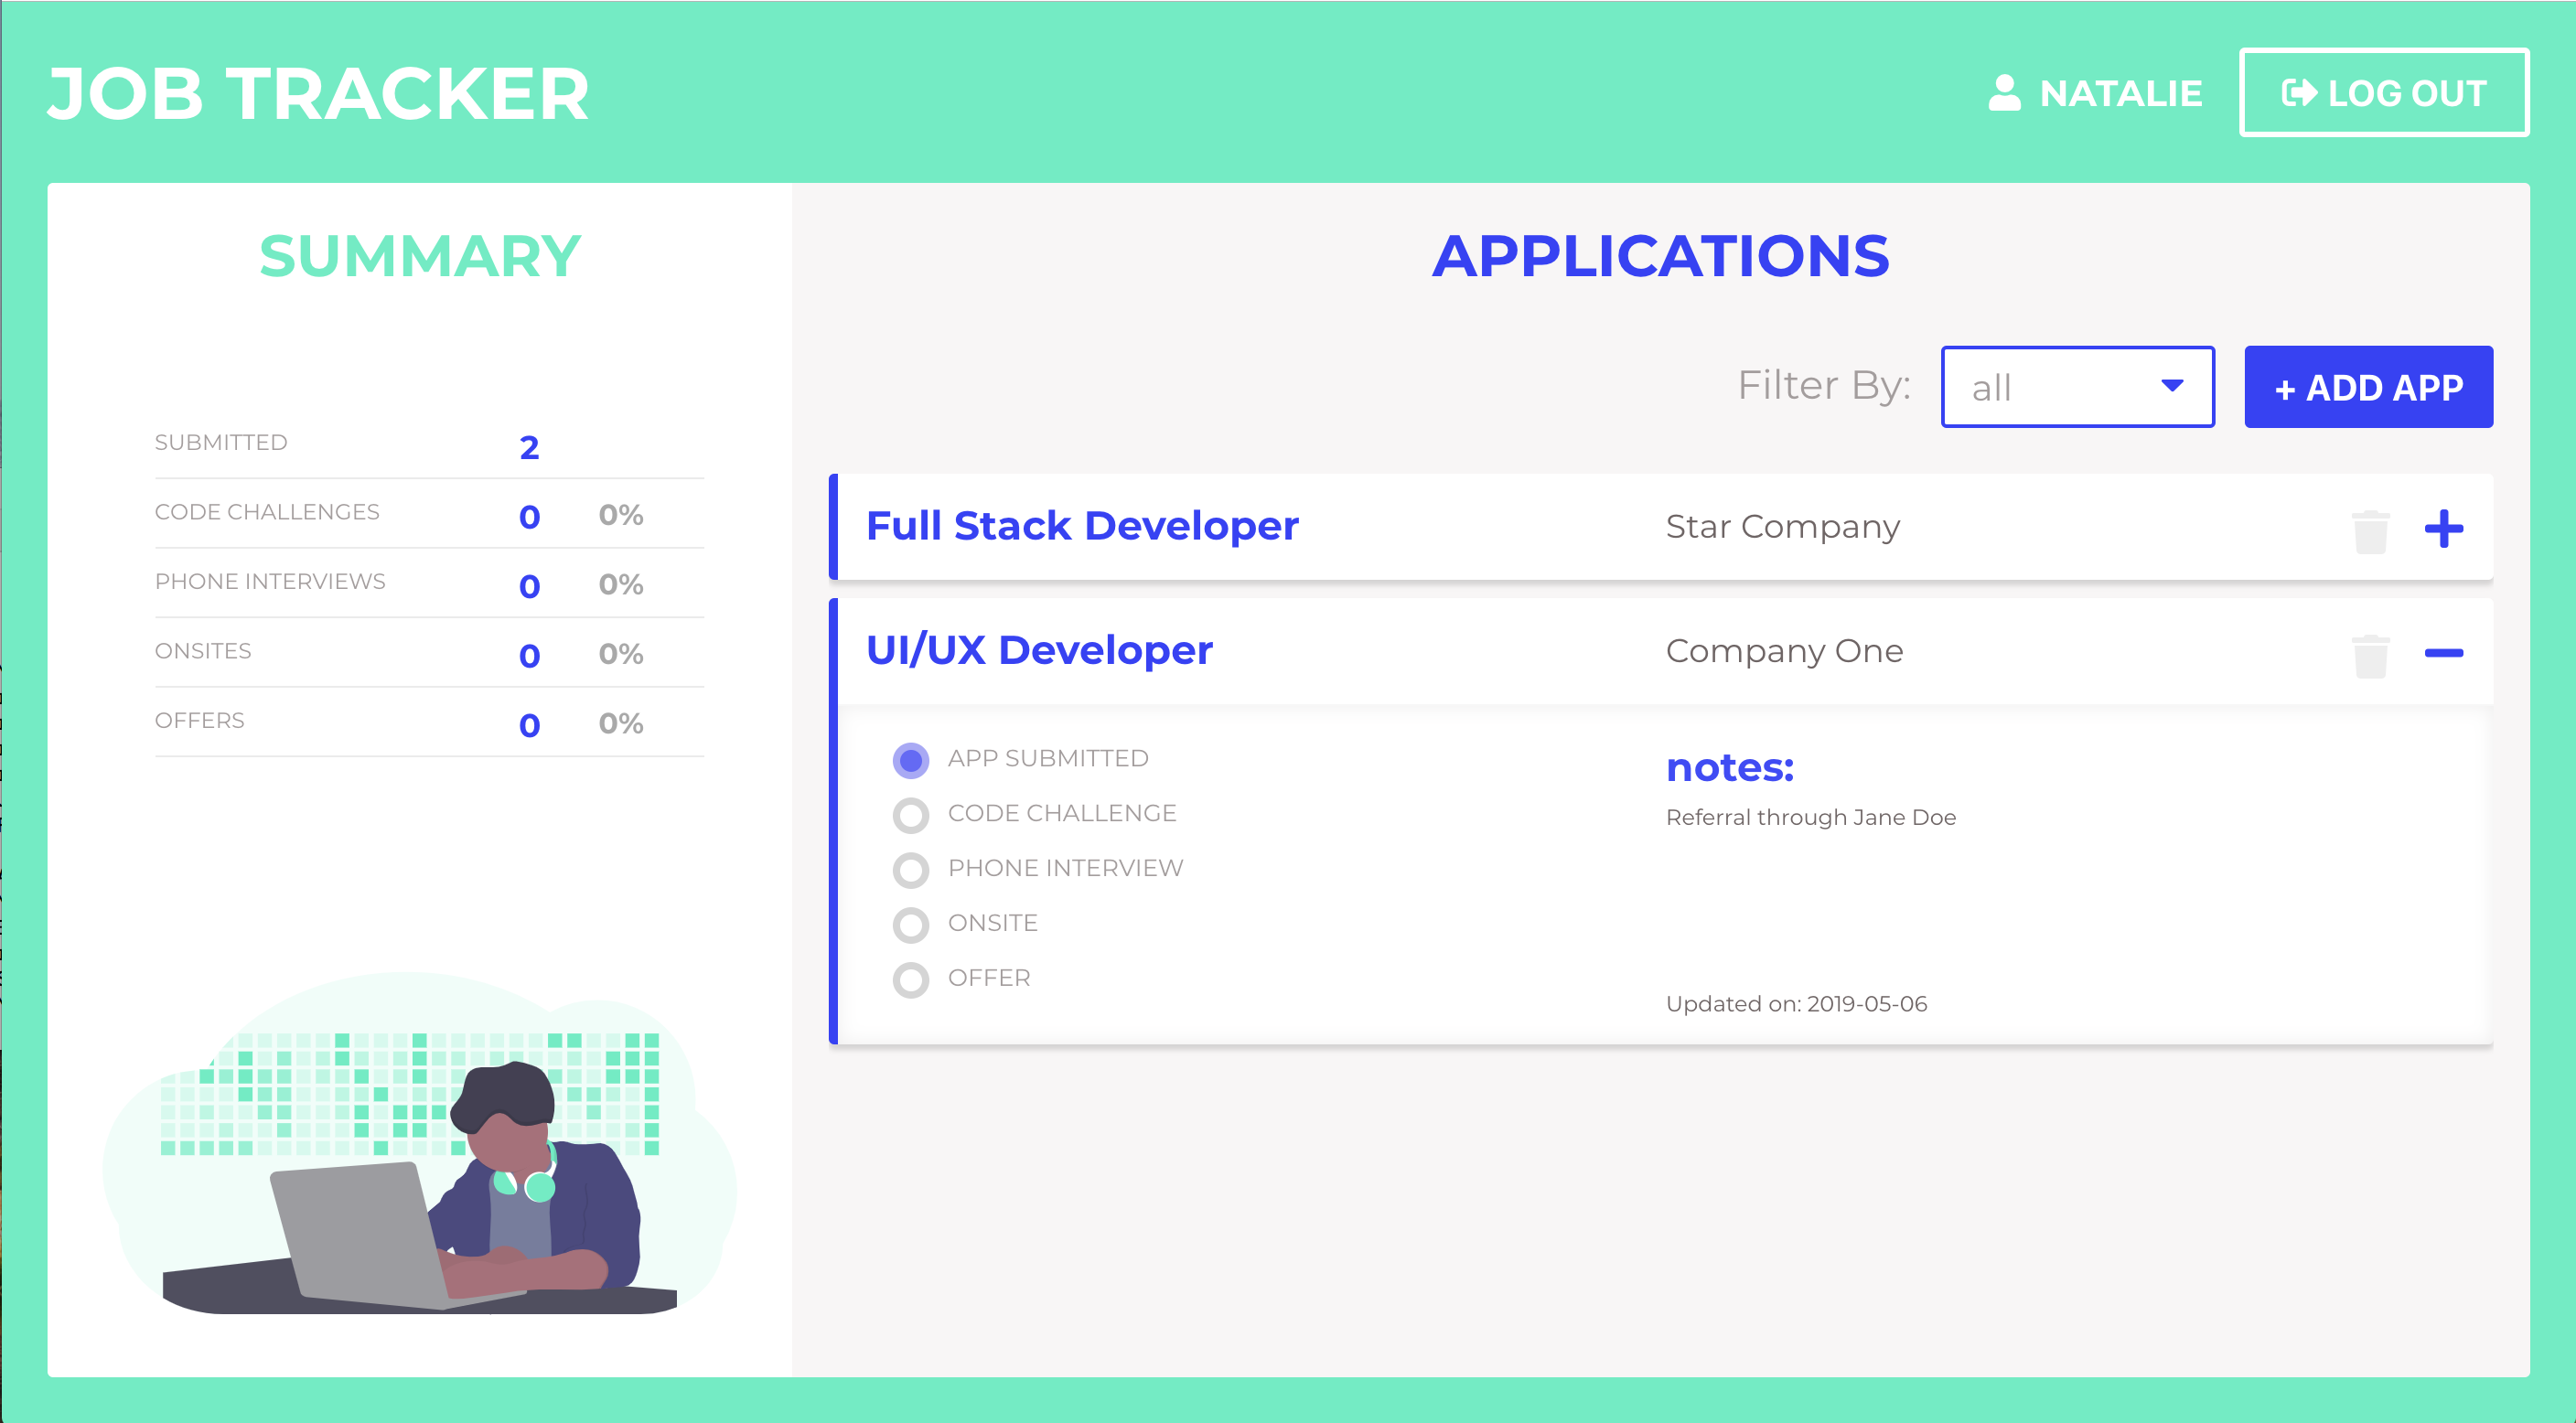 JOB TRACKER
NATALIE
LOG OUT
SUMMARY
SUBMITTED 2
CODE CHALLENGES 0 0%
PHONE INTERVIEWS 0 0%
ONSITES 0 0%
OFFERS 0 0%
APPLICATIONS
Filter By: all + ADD APP
Full Stack Developer Star Company
UI/UX Developer Company One
APP SUBMITTED
CODE CHALLENGE
PHONE INTERVIEW
ONSITE
OFFER
notes:
Referral through Jane Doe
Updated on: 2019-05-06